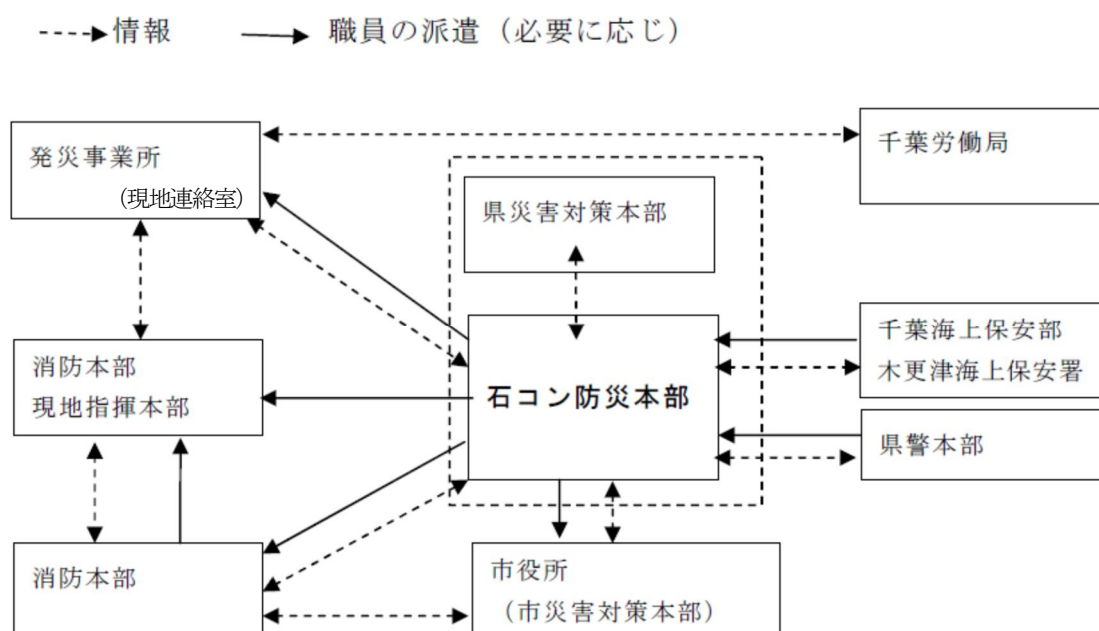 情報
職員の派遣（必要に応じ）
発災事業所
（現地連絡室）
千葉労働局
県災害対策本部
千葉海上保安部
木更津海上保安署
消防本部
現地指揮本部
石コン防災本部
県警本部
消防本部
市役所
（市災害対策本部）